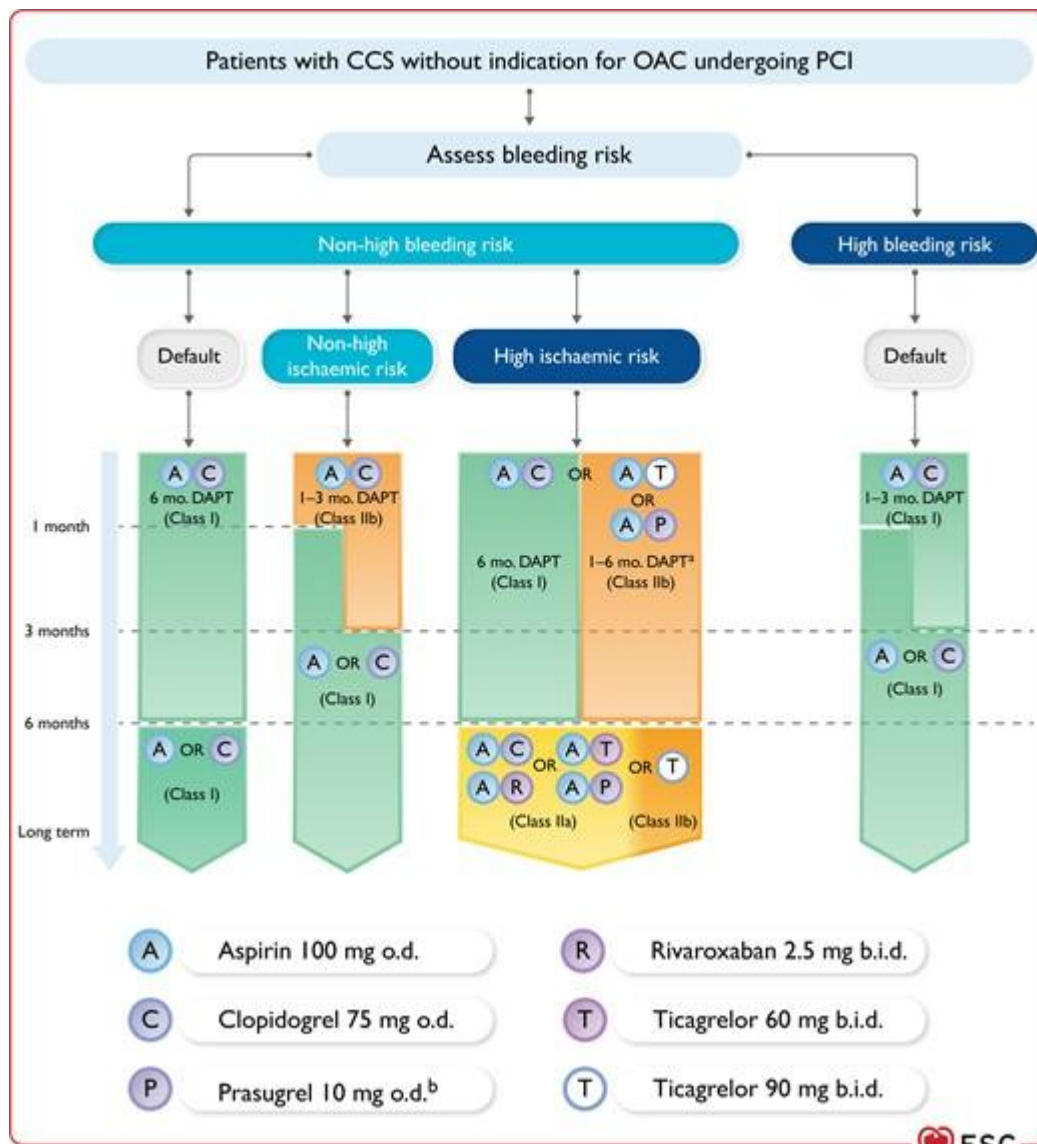 Patients with CCS without indication for OAC undergoing PCI
Assess bleeding risk
Non-high bleeding risk
High bleeding risk
Default
Non-high
ischaemic risk
High ischaemic risk
Default
A C
6 mo. DAPT
(Class I)
A C
1–3 mo. DAPT
(Class IIb)
A C OR A T
OR
A P
6 mo. DAPT
(Class I)
1–6 mo. DAPTª
(Class IIb)
A C
1–3 mo. DAPT
(Class I)
1 month
3 months
A OR C
(Class I)
A OR C
(Class I)
6 months
A OR C
(Class I)
A C OR A T OR T
A R A P
(Class IIa) (Class IIb)
Long term
A Aspirin 100 mg o.d.
R Rivaroxaban 2.5 mg b.i.d.
C Clopidogrel 75 mg o.d.
T Ticagrelor 60 mg b.i.d.
P Prasugrel 10 mg o.d.ᵇ
T Ticagrelor 90 mg b.i.d.
ESC